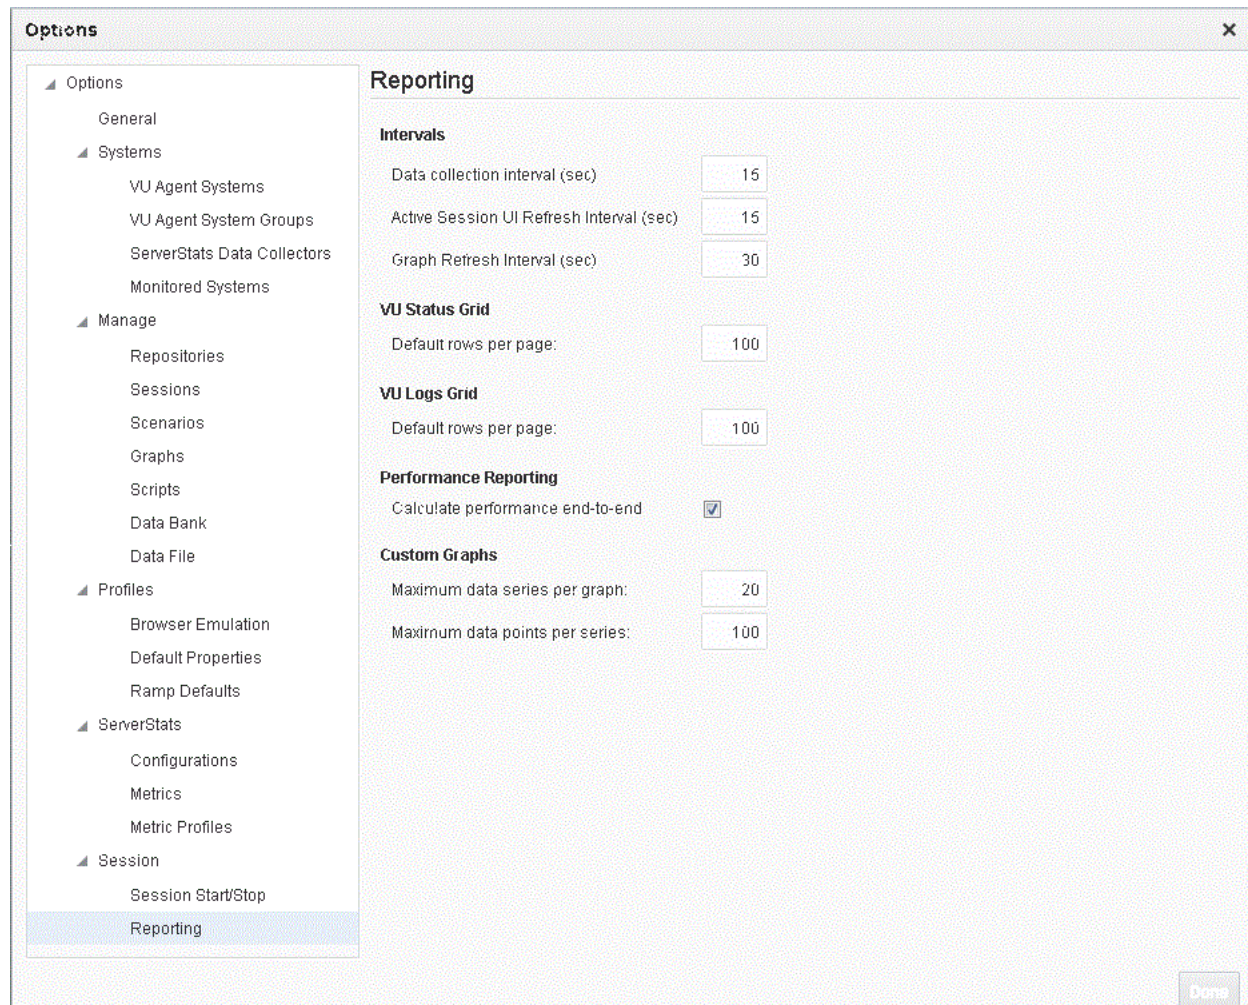 Options
Options
General
Systems
VU Agent Systems
VU Agent System Groups
ServerStats Data Collectors
Monitored Systems
Manage
Repositories
Sessions
Scenarios
Graphs
Scripts
Data Bank
Data File
Profiles
Browser Emulation
Default Properties
Ramp Defaults
ServerStats
Configurations
Metrics
Metric Profiles
Session
Session Start/Stop
Reporting
Reporting
Intervals
Data collection interval (sec) 15
Active Session UI Refresh Interval (sec) 15
Graph Refresh Interval (sec) 30
VU Status Grid
Default rows per page: 100
VU Logs Grid
Default rows per page: 100
Performance Reporting
Calculate performance end-to-end
Custom Graphs
Maximum data series per graph: 20
Maximum data points per series: 100
Done